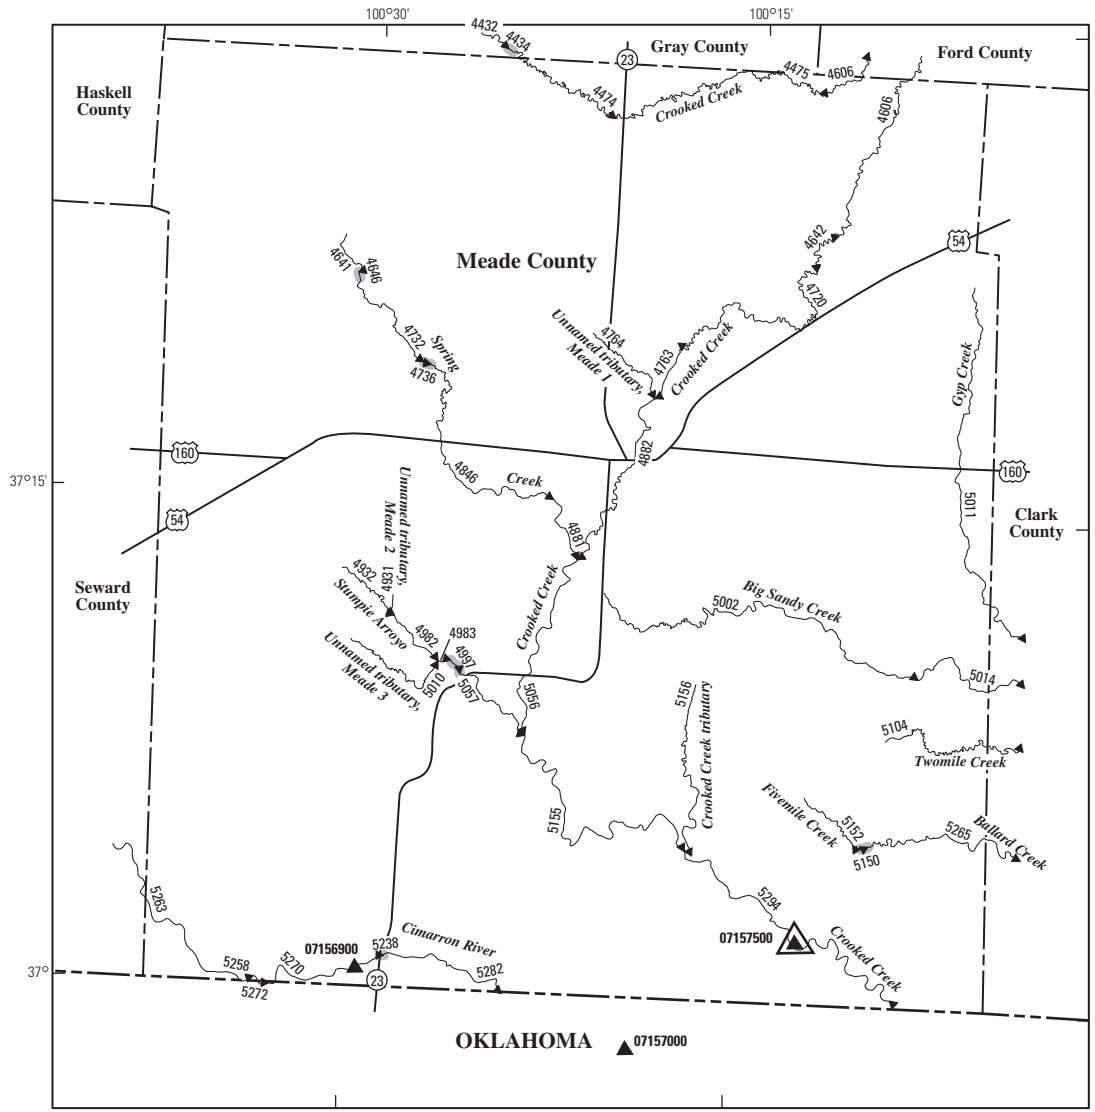 100°30'
100°15'
4432
4434
Gray County
23
Ford County
4475
4606
Haskell
County
4474
Crooked Creek
4606
4642
54
4641
4646
Meade County
4720
Unnamed tributary,
Meade 1
4764
4732
Spring
4736
4763
Crooked Creek
Gyp Creek
160
4882
37°15'
4846
Creek
160
Unnamed tributary,
Meade 2
5011
54
4881
Clark
County
4932
4931
Seward
County
Stumpie Arroyo
Crooked Creek
5002
Big Sandy Creek
4982
4983
4997
Unnamed tributary,
Meade 3
5010
5057
5056
5014
5156
Crooked Creek tributary
5104
Twomile Creek
Fivemile Creek
5152
5150
5155
5265
Ballard Creek
5263
5294
07157500
Crooked Creek
Cimarron River
07156900
5238
5258
5270
5282
37°
5272
23
OKLAHOMA
07157000